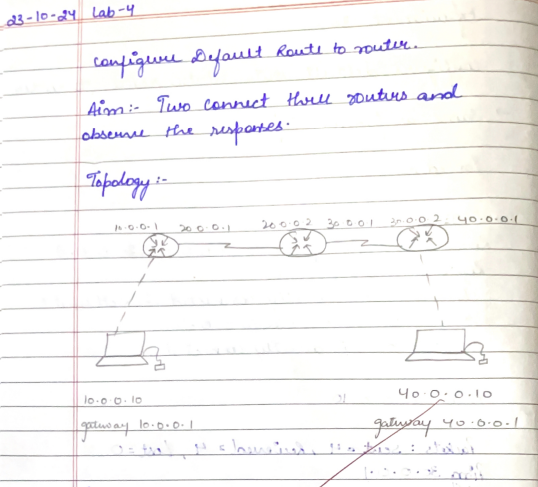 23-10-24 Lab-4
Configure Default Route to router.
Aim:- Two connect three routers and
observe the responses.
Topology:-
10.0.0.1 20.0.0.1 20.0.0.2 30.0.0.1 30.0.0.2 40.0.0.1
10.0.0.10 40.0.0.10
gateway 10.0.0.1 gateway 40.0.0.1